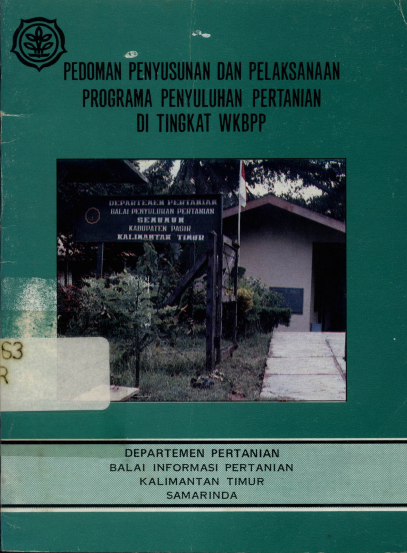 PEDOMAN PENYUSUNAN DAN PELAKSANAAN
PROGRAMA PENYULUHAN PERTANIAN
DI TINGKAT WKBPP
DEPARTEMEN PERTANIAN
BALAI PENYULUHAN PERTANIAN
KABUPATEN PASIR
KALIMANTAN TIMUR
63
R
DEPARTEMEN PERTANIAN
BALAI INFORMASI PERTANIAN
KALIMANTAN TIMUR
SAMARINDA